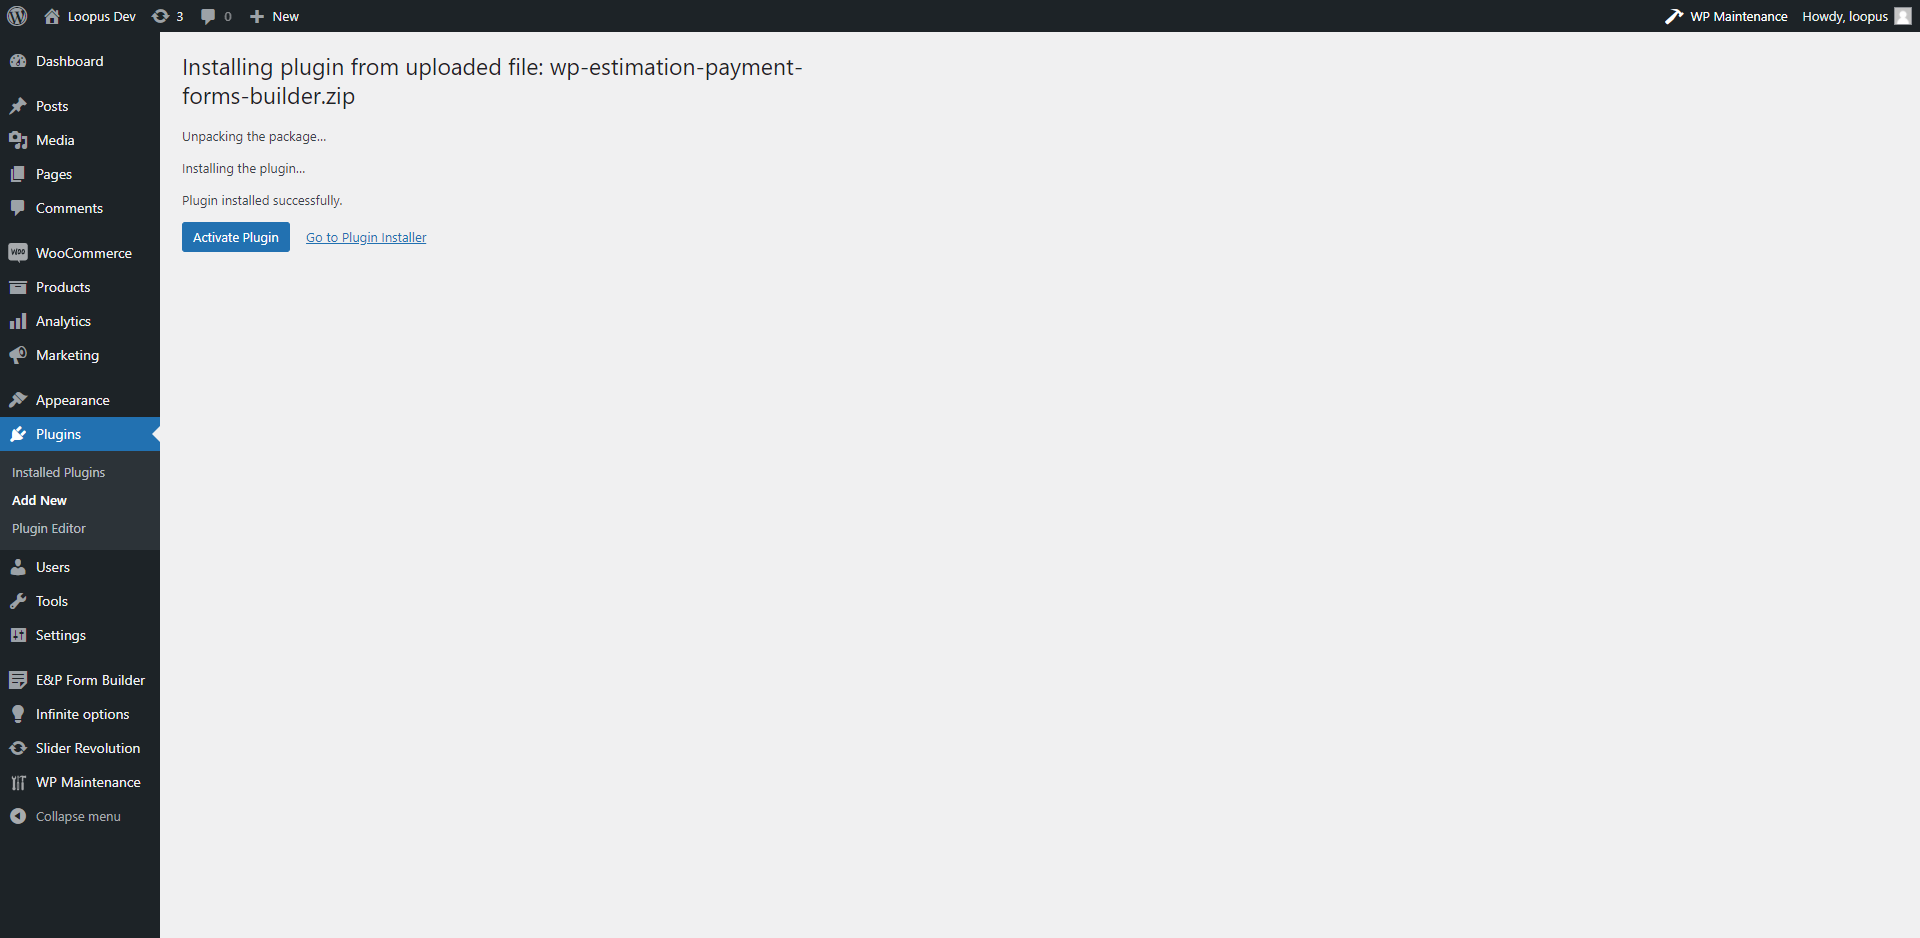 Loopus Dev
3
0
New
WP Maintenance
Howdy, loopus
Dashboard
Posts
Media
Pages
Comments
WooCommerce
Products
Analytics
Marketing
Appearance
Plugins
Installed Plugins
Add New
Plugin Editor
Users
Tools
Settings
E&P Form Builder
Infinite options
Slider Revolution
WP Maintenance
Collapse menu
Installing plugin from uploaded file: wp-estimation-payment-
forms-builder.zip
Unpacking the package…
Installing the plugin…
Plugin installed successfully.
Activate Plugin
Go to Plugin Installer